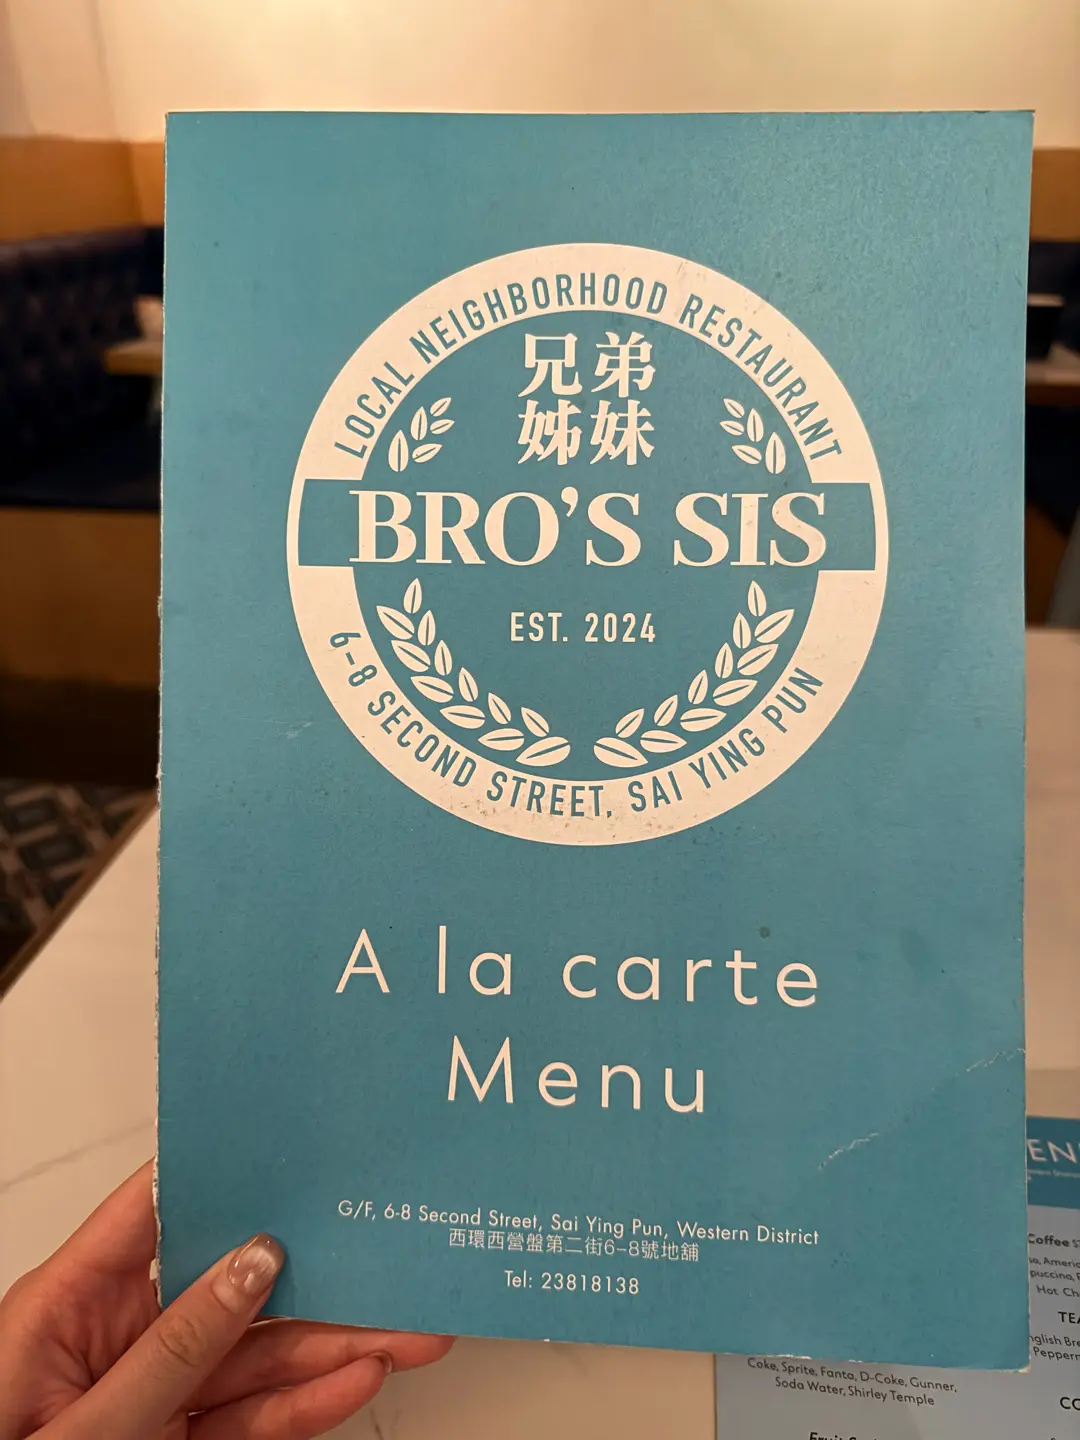 LOCAL NEIGHBORHOOD RESTAURANT
兄弟
姊妹
BRO'S SIS
EST. 2024
6-8 SECOND STREET, SAI YING PUN
A la carte
Menu
G/F, 6-8 Second Street, Sai Ying Pun, Western District
西環西營盤第二街6-8號地舖
Tel: 23818138
Coffee
Hot
Coke, Sprite, Fanta, D-Coke, Gunner,
Soda Water, Shirley Temple